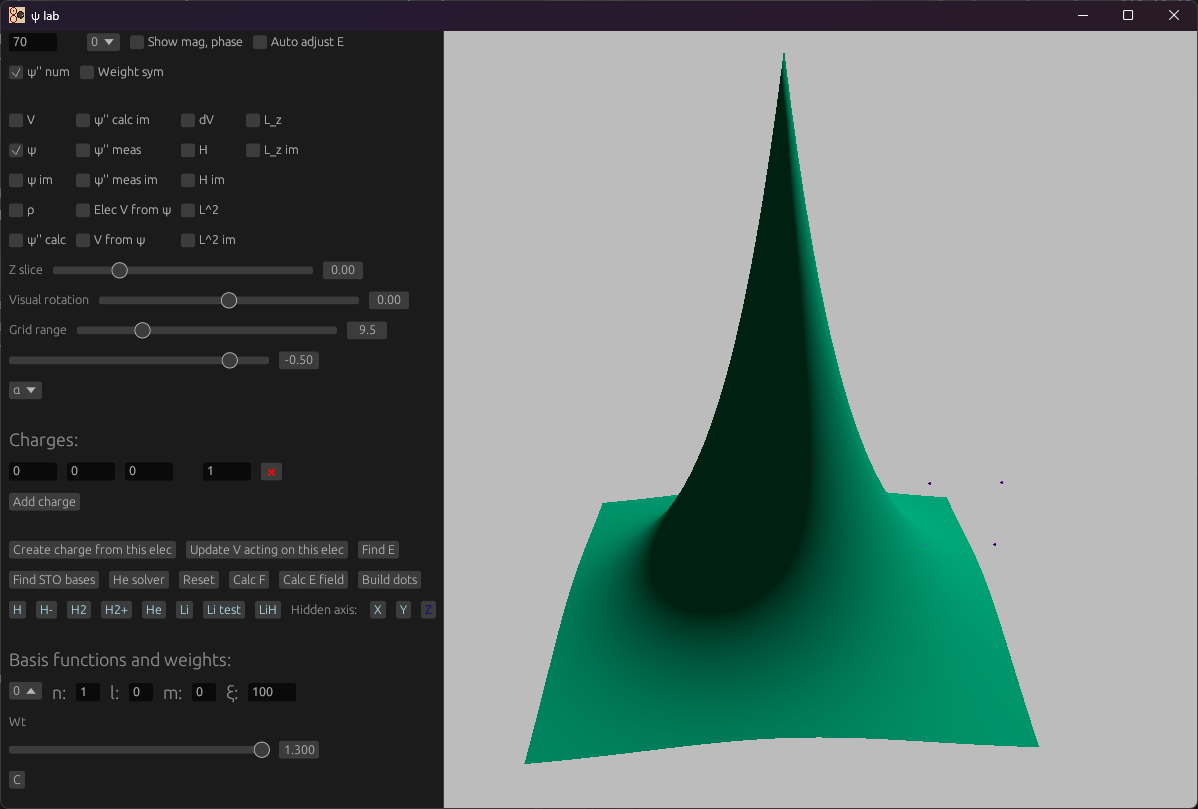 ψ lab
70 0 Show mag, phase Auto adjust E
ψ'' num Weight sym
V ψ'' calc im dV L_z
ψ ψ'' meas H L_z im
ψ im ψ'' meas im H im
ρ Elec V from ψ L^2
ψ'' calc V from ψ L^2 im
Z slice 0.00
Visual rotation 0.00
Grid range 9.5
-0.50
α
Charges:
0 0 0 1
Add charge
Create charge from this elec Update V acting on this elec Find E
Find STO bases He solver Reset Calc F Calc E field Build dots
H H- H2 H2+ He Li Li test LiH Hidden axis: X Y Z
Basis functions and weights:
0 n: 1 l: 0 m: 0 ξ: 100
Wt
1.300
C